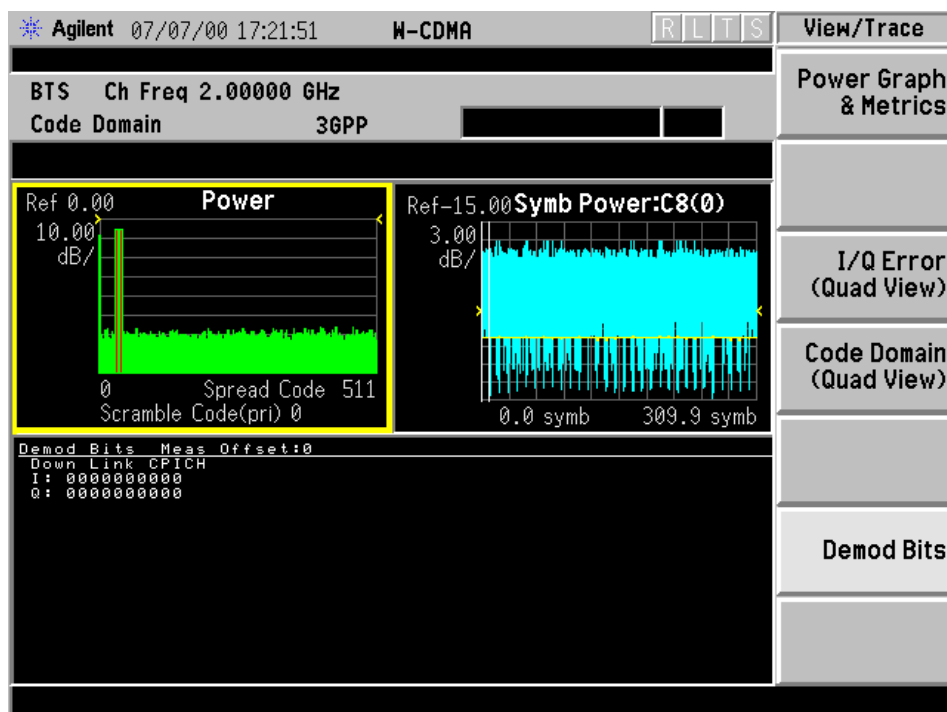 Agilent 07/07/00 17:21:51 W-CDMA R L T S View/Trace
BTS Ch Freq 2.00000 GHz
Code Domain 3GPP
Power Graph
& Metrics
Ref 0.00 Power
10.00
dB/
0 Spread Code 511
Scramble Code(pri) 0
Ref-15.00 Symb Power:C8(0)
3.00
dB/
0.0 symb 309.9 symb
I/Q Error
(Quad View)
Code Domain
(Quad View)
Demod Bits Meas Offset:0
Down Link CPICH
I: 0000000000
Q: 0000000000
Demod Bits